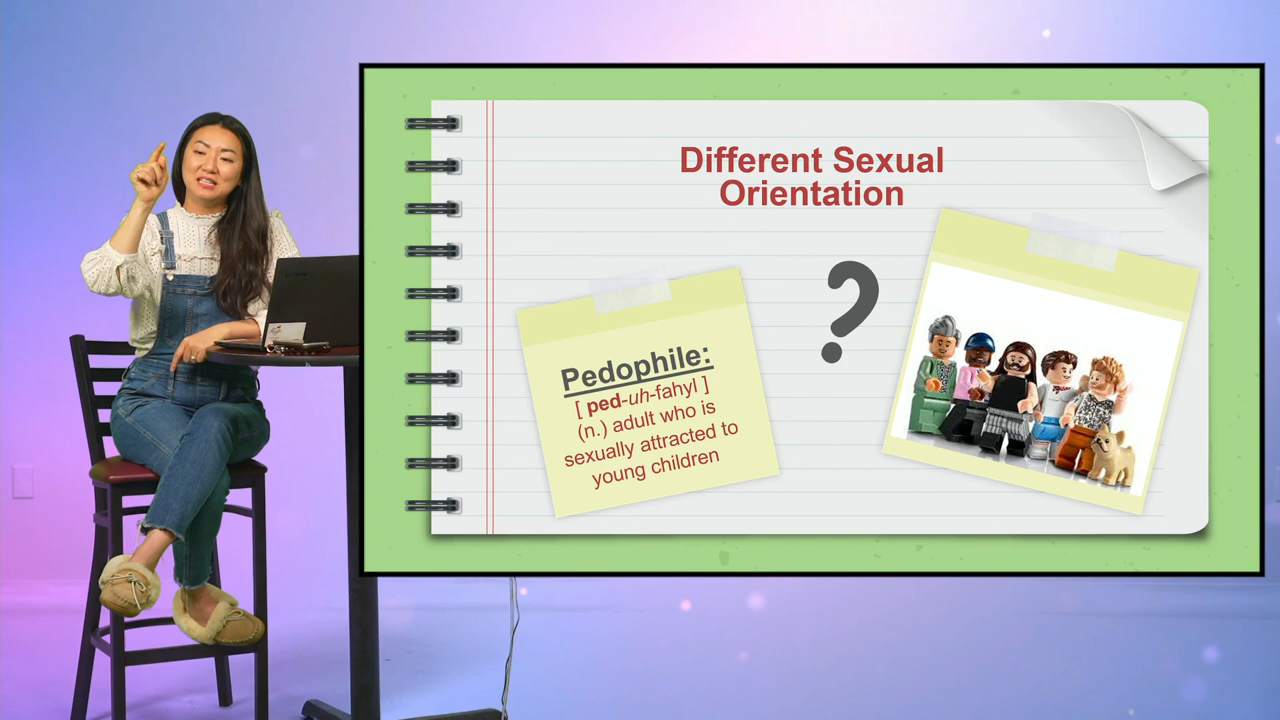 Different Sexual
Orientation
Pedophile:
[ ped-uh-fahyl ]
(n.) adult who is
sexually attracted to
young children
?